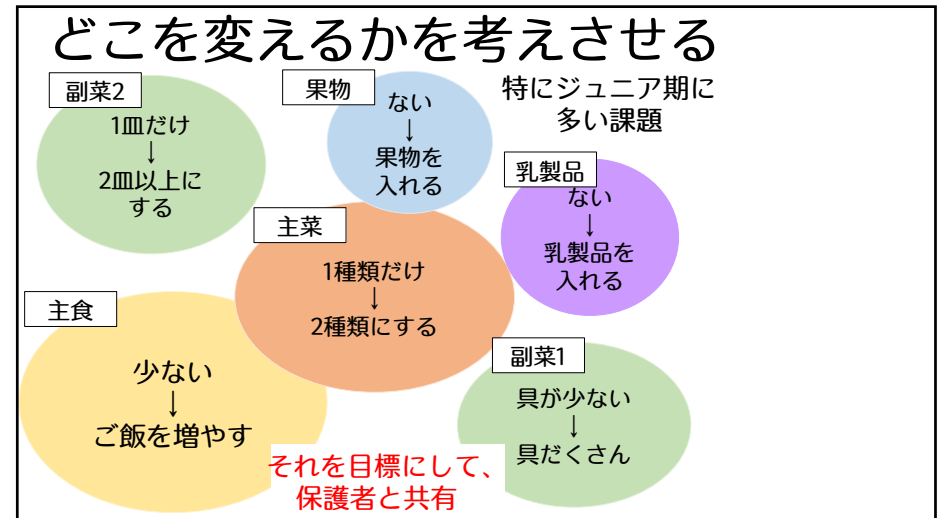 どこを変えるかを考えさせる
副菜2
1皿だけ
↓
2皿以上に
する
果物
ない
↓
果物を
入れる
特にジュニア期に
多い課題
乳製品
ない
↓
乳製品を
入れる
主菜
1種類だけ
↓
2種類にする
主食
少ない
↓
ご飯を増やす
副菜1
具が少ない
↓
具だくさん
それを目標にして、
保護者と共有